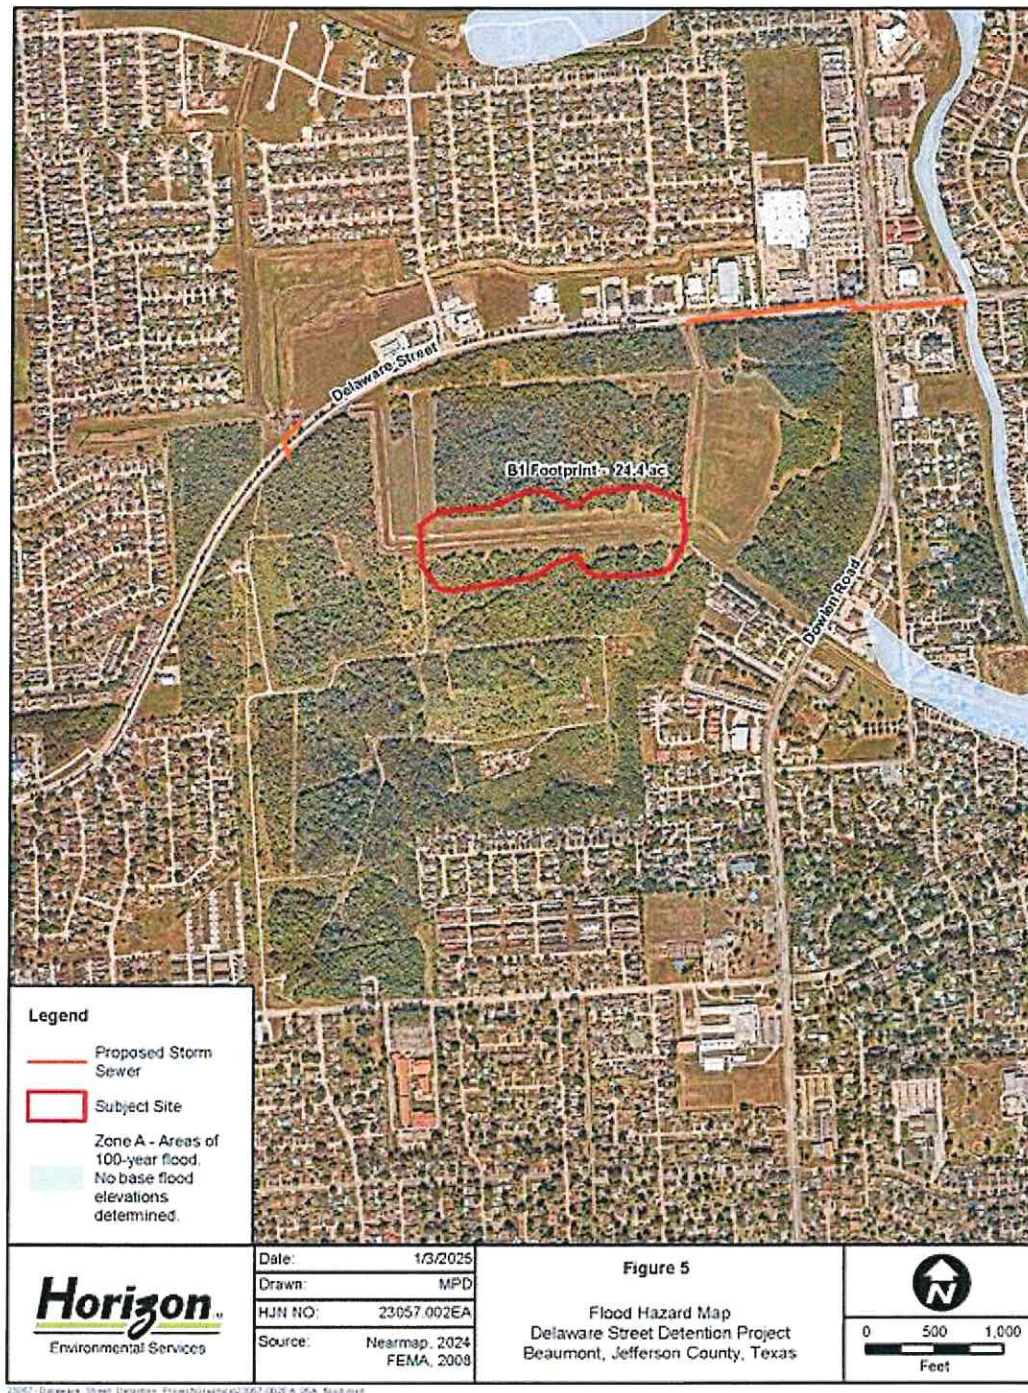 Delaware Street
B1 Footprint - 24.4 ac
Dowlen Road
Legend
Proposed Storm
Sewer
Subject Site
Zone A - Areas of
100-year flood.
No base flood
elevations
determined.
Horizon
Environmental Services
Date: 1/3/2025
Drawn: MPD
HJN NO: 23057.002EA
Source: Nearmap, 2024
FEMA, 2008
Figure 5
Flood Hazard Map
Delaware Street Detention Project
Beaumont, Jefferson County, Texas
N
0 500 1,000
Feet